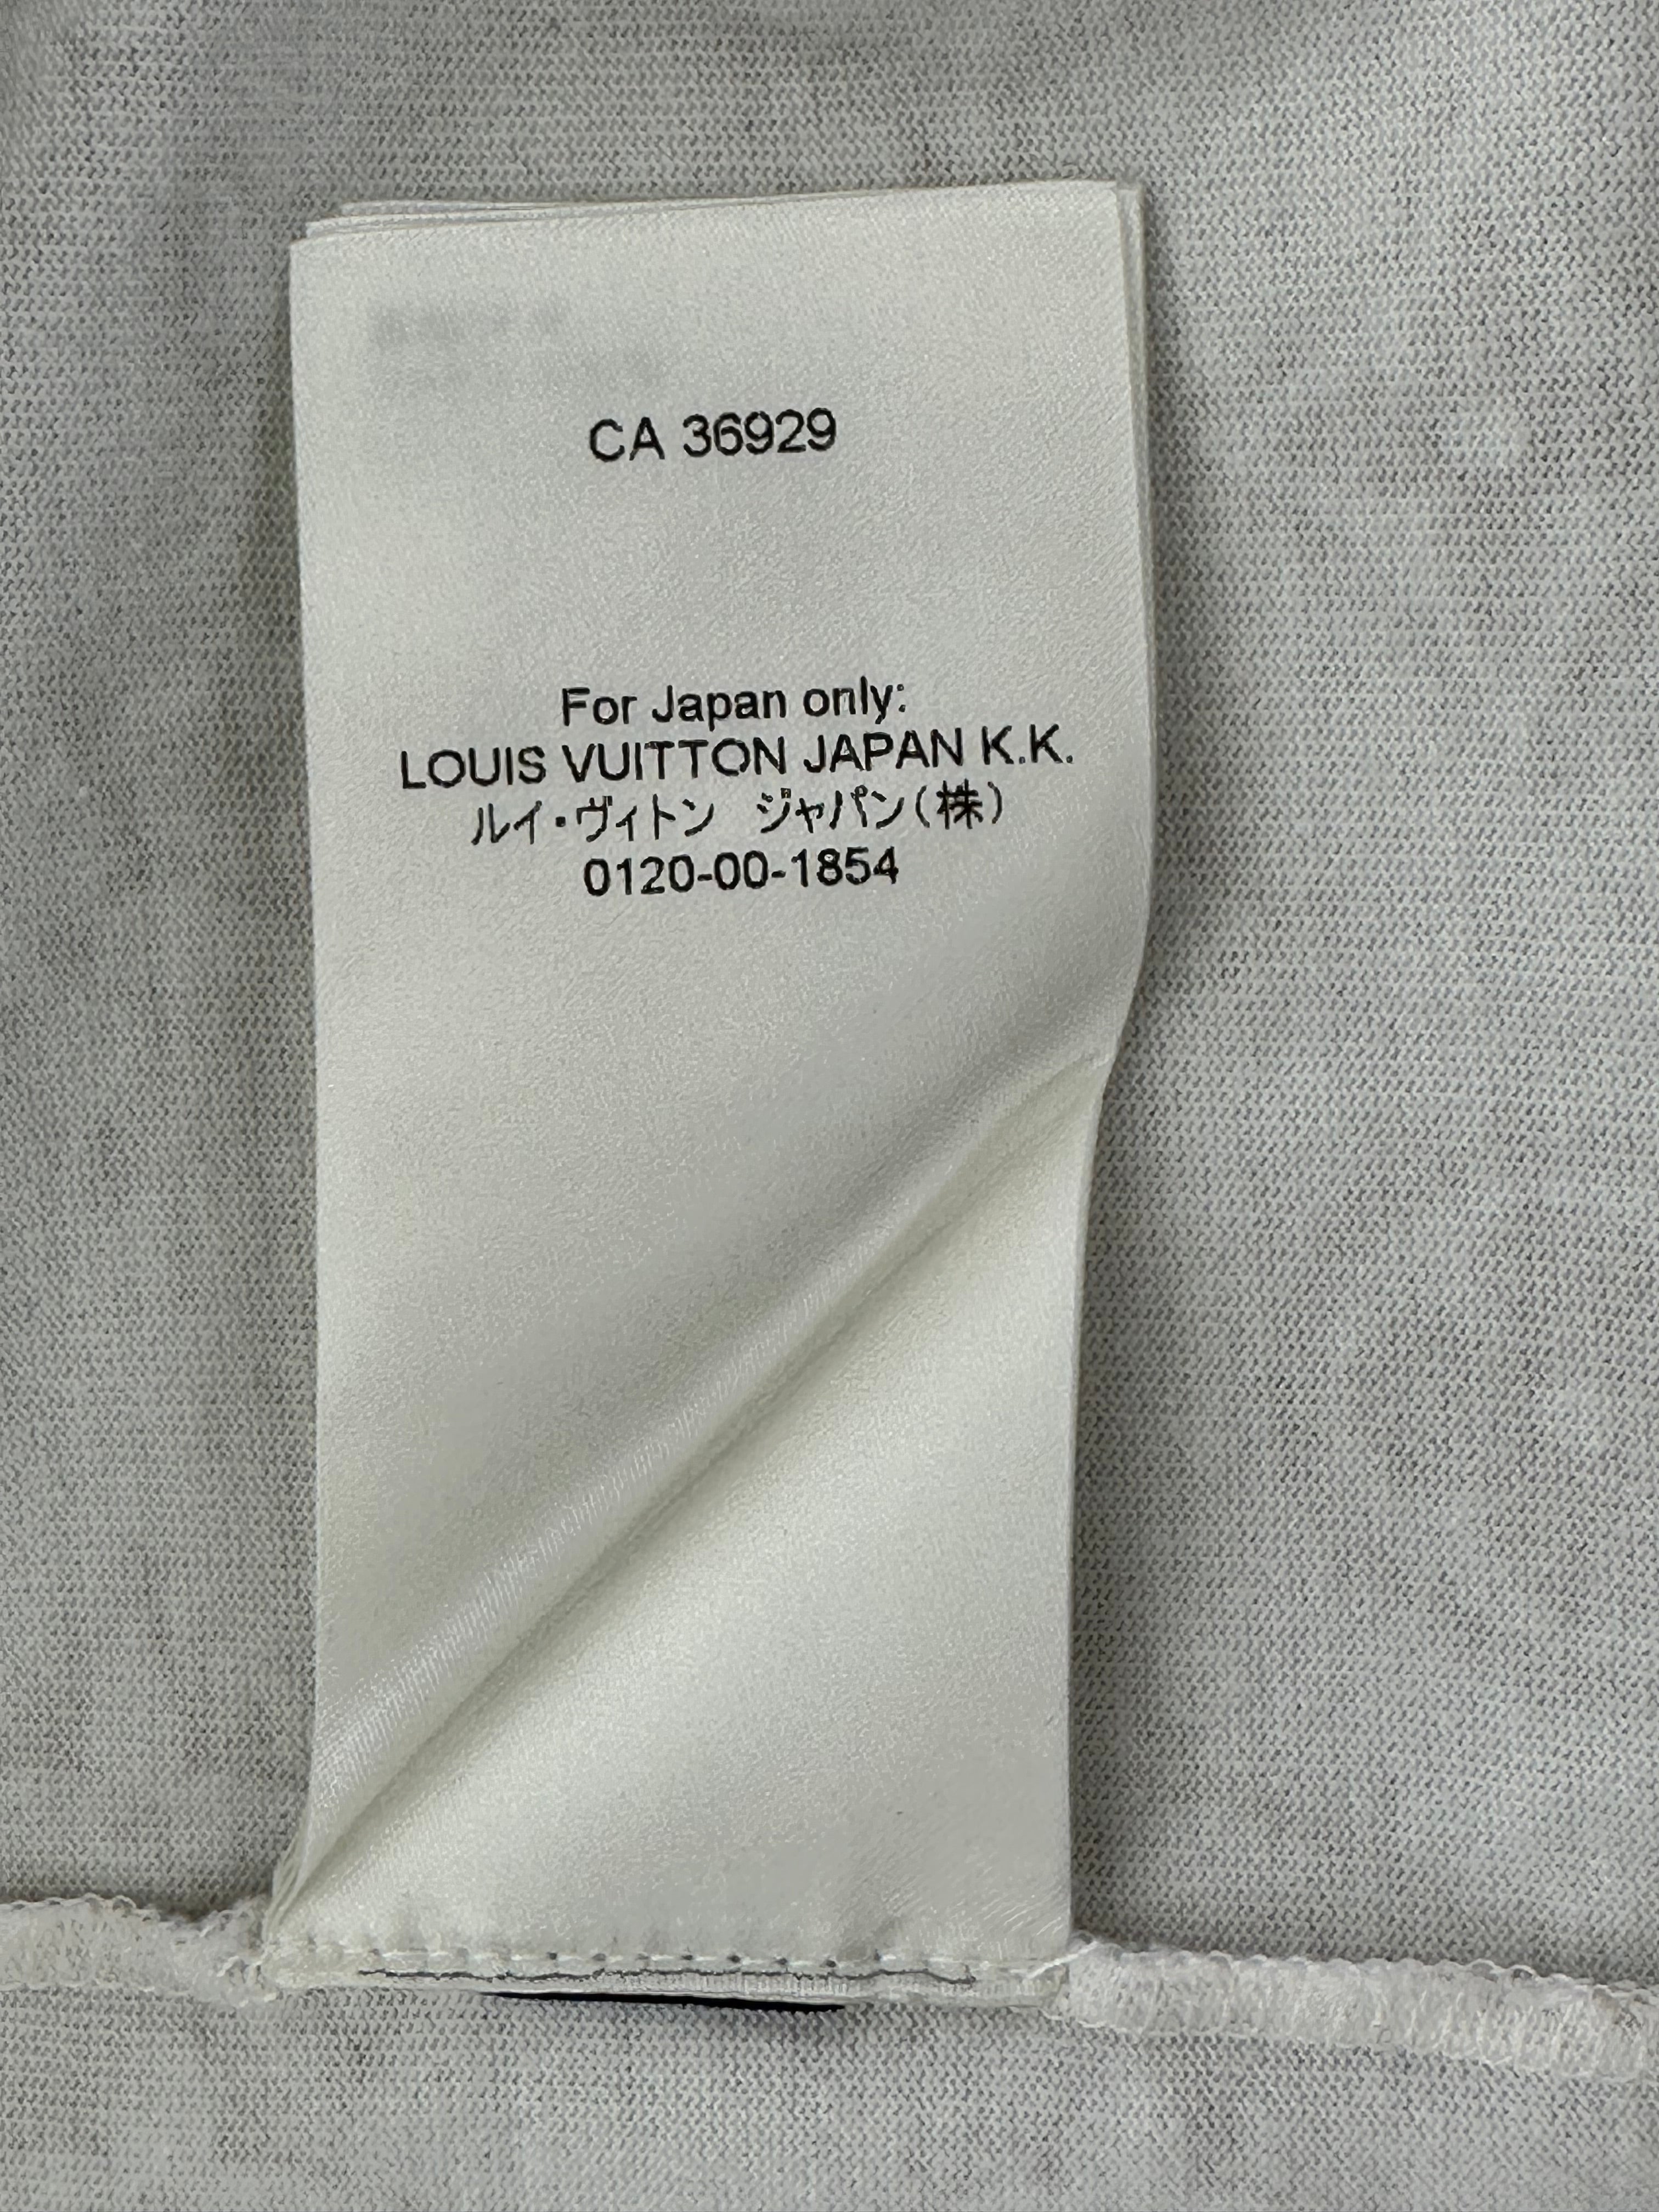 CA 36929
For Japan only:
LOUIS VUITTON JAPAN K.K.
ルイ・ヴィトン　ジャパン(株)
0120-00-1854